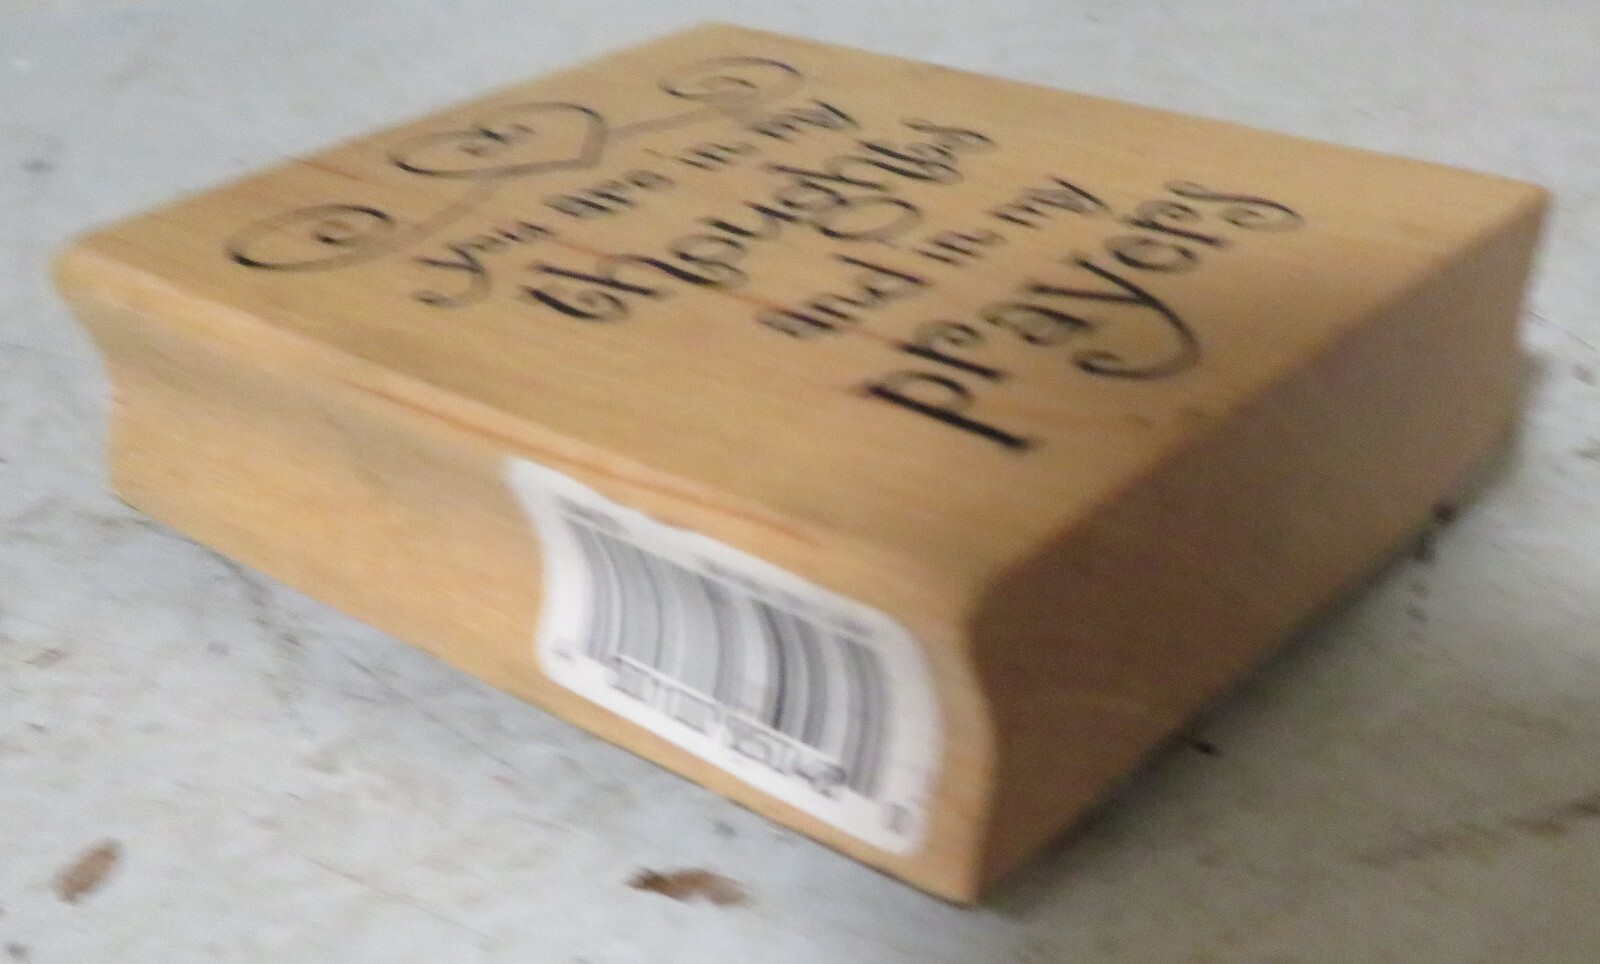 you are in my
thoughts
and in my
prayers